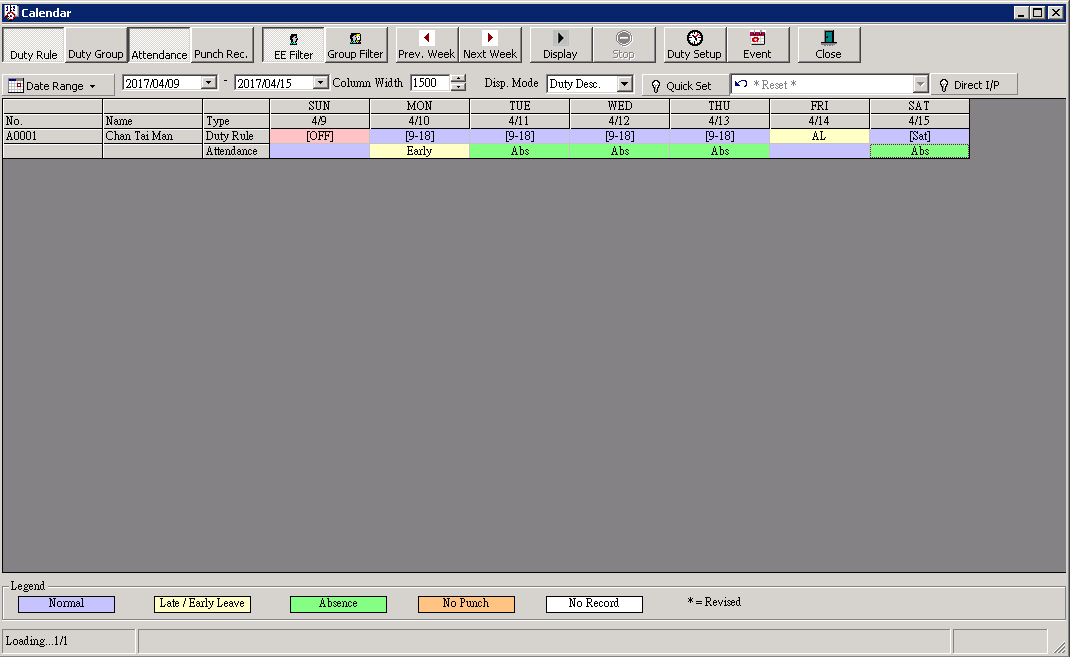 Calendar
Duty Rule Duty Group Attendance Punch Rec. EE Filter Group Filter Prev. Week Next Week Display Stop Duty Setup Event Close
Date Range 2017/04/09 - 2017/04/15 Column Width 1500 Disp. Mode Duty Desc. Quick Set * Reset * Direct I/P
SUN MON TUE WED THU FRI SAT
No. Name Type 4/9 4/10 4/11 4/12 4/13 4/14 4/15
A0001 Chan Tai Man Duty Rule [OFF] [9-18] [9-18] [9-18] [9-18] AL [Sat]
Attendance Early Abs Abs Abs Abs
Legend
Normal Late / Early Leave Absence No Punch No Record * = Revised
Loading...1/1